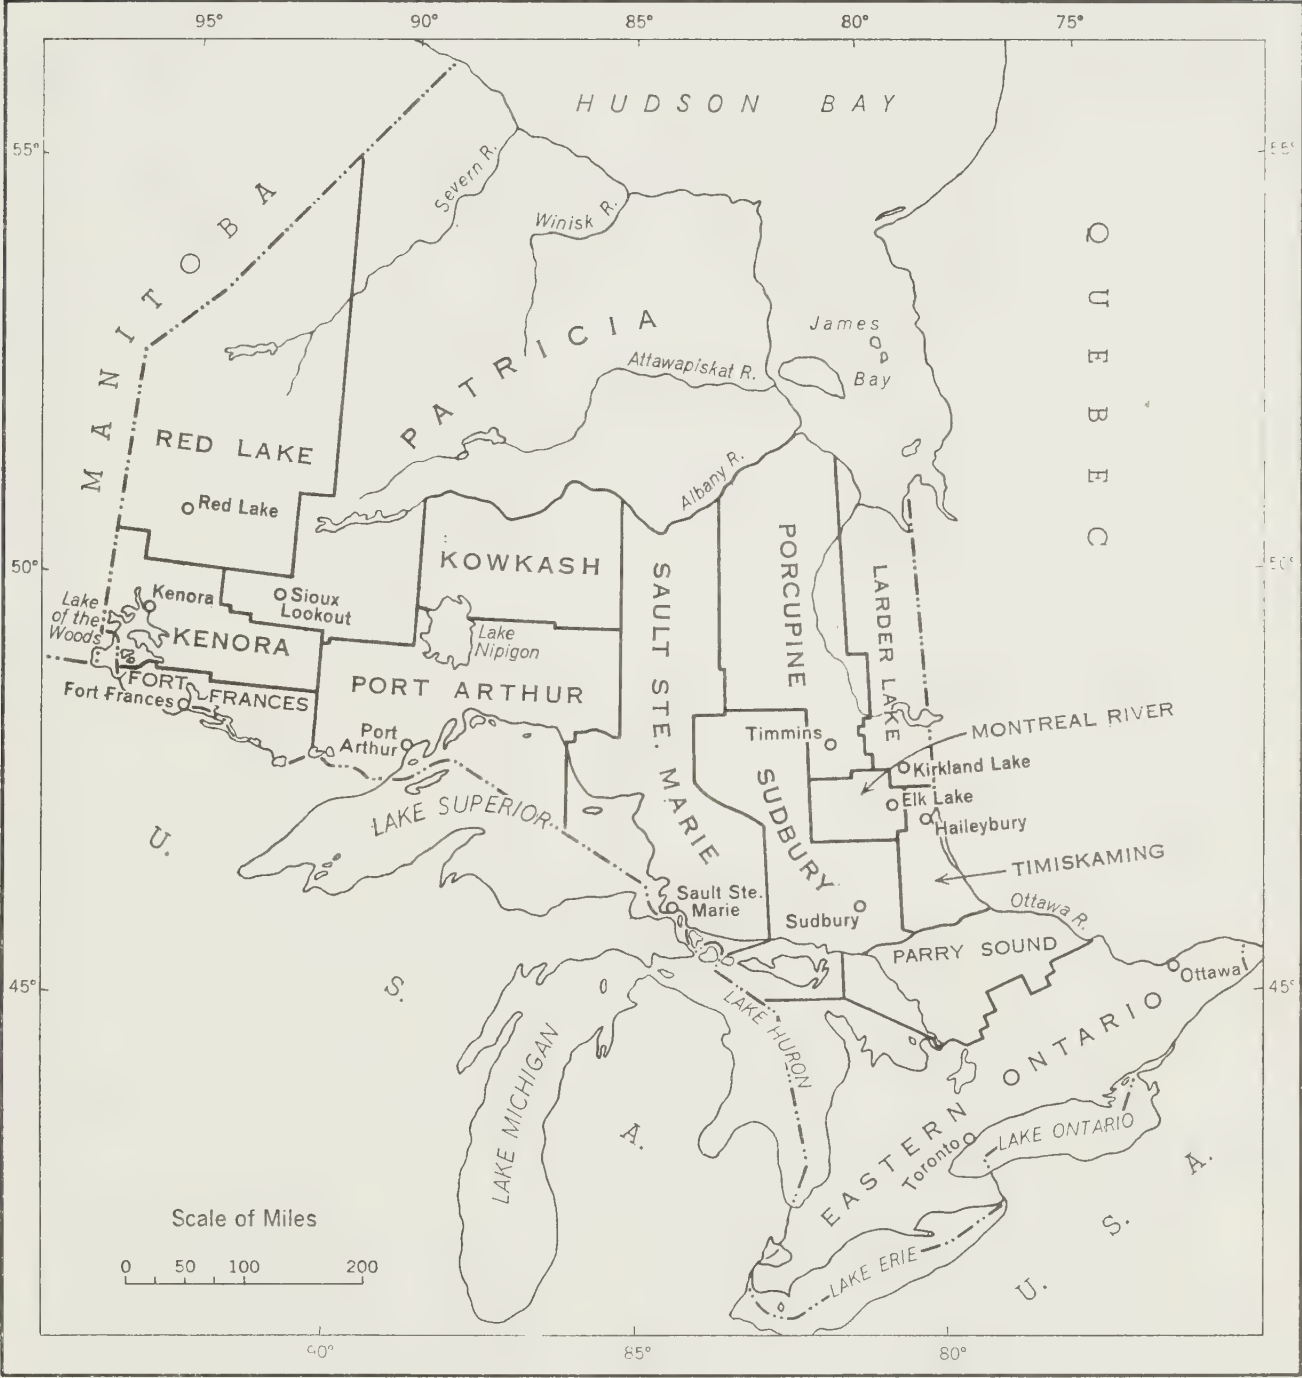 95° 90° 85° 80° 75°
HUDSON BAY
55° 55°
MANITOBA
Severn R.
Winisk R.
QUEBEC
PATRICIA
James
Bay
Attawapiskat R.
RED LAKE
Red Lake
Albany R.
KOWKASH
PORCUPINE
50° 50°
SAULT STE. MARIE
LARDER LAKE
Lake
of the
Woods
Kenora
Sioux
Lookout
KENORA
Lake
Nipigon
FORT FRANCES
Fort Frances
PORT ARTHUR
Port
Arthur
Timmins
MONTREAL RIVER
Kirkland Lake
Elk Lake
Haileybury
SUDBURY
LAKE SUPERIOR
TIMISKAMING
Sault Ste.
Marie
Sudbury
Ottawa R.
PARRY SOUND
Ottawa
45° 45°
U. S. A.
LAKE HURON
LAKE MICHIGAN
EASTERN ONTARIO
Toronto
LAKE ONTARIO
U. S. A.
LAKE ERIE
Scale of Miles
0 50 100 200
90° 85° 80°